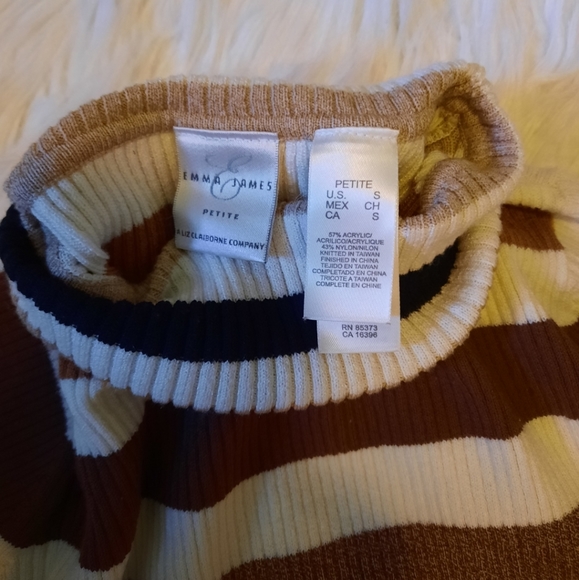 EMMA & JAMES
PETITE
A LIZ CLAIBORNE COMPANY
PETITE
U.S. S
MEX CH
CA S
57% ACRYLIC/
ACRILICO/ACRYLIQUE
43% NYLON/NILON
KNITTED IN TAIWAN
FINISHED IN CHINA
TEJIDO EN TAIWAN
COMPLETADO EN CHINA
TRICOTE A TAIWAN
COMPLETE EN CHINE
RN 85373
CA 16396